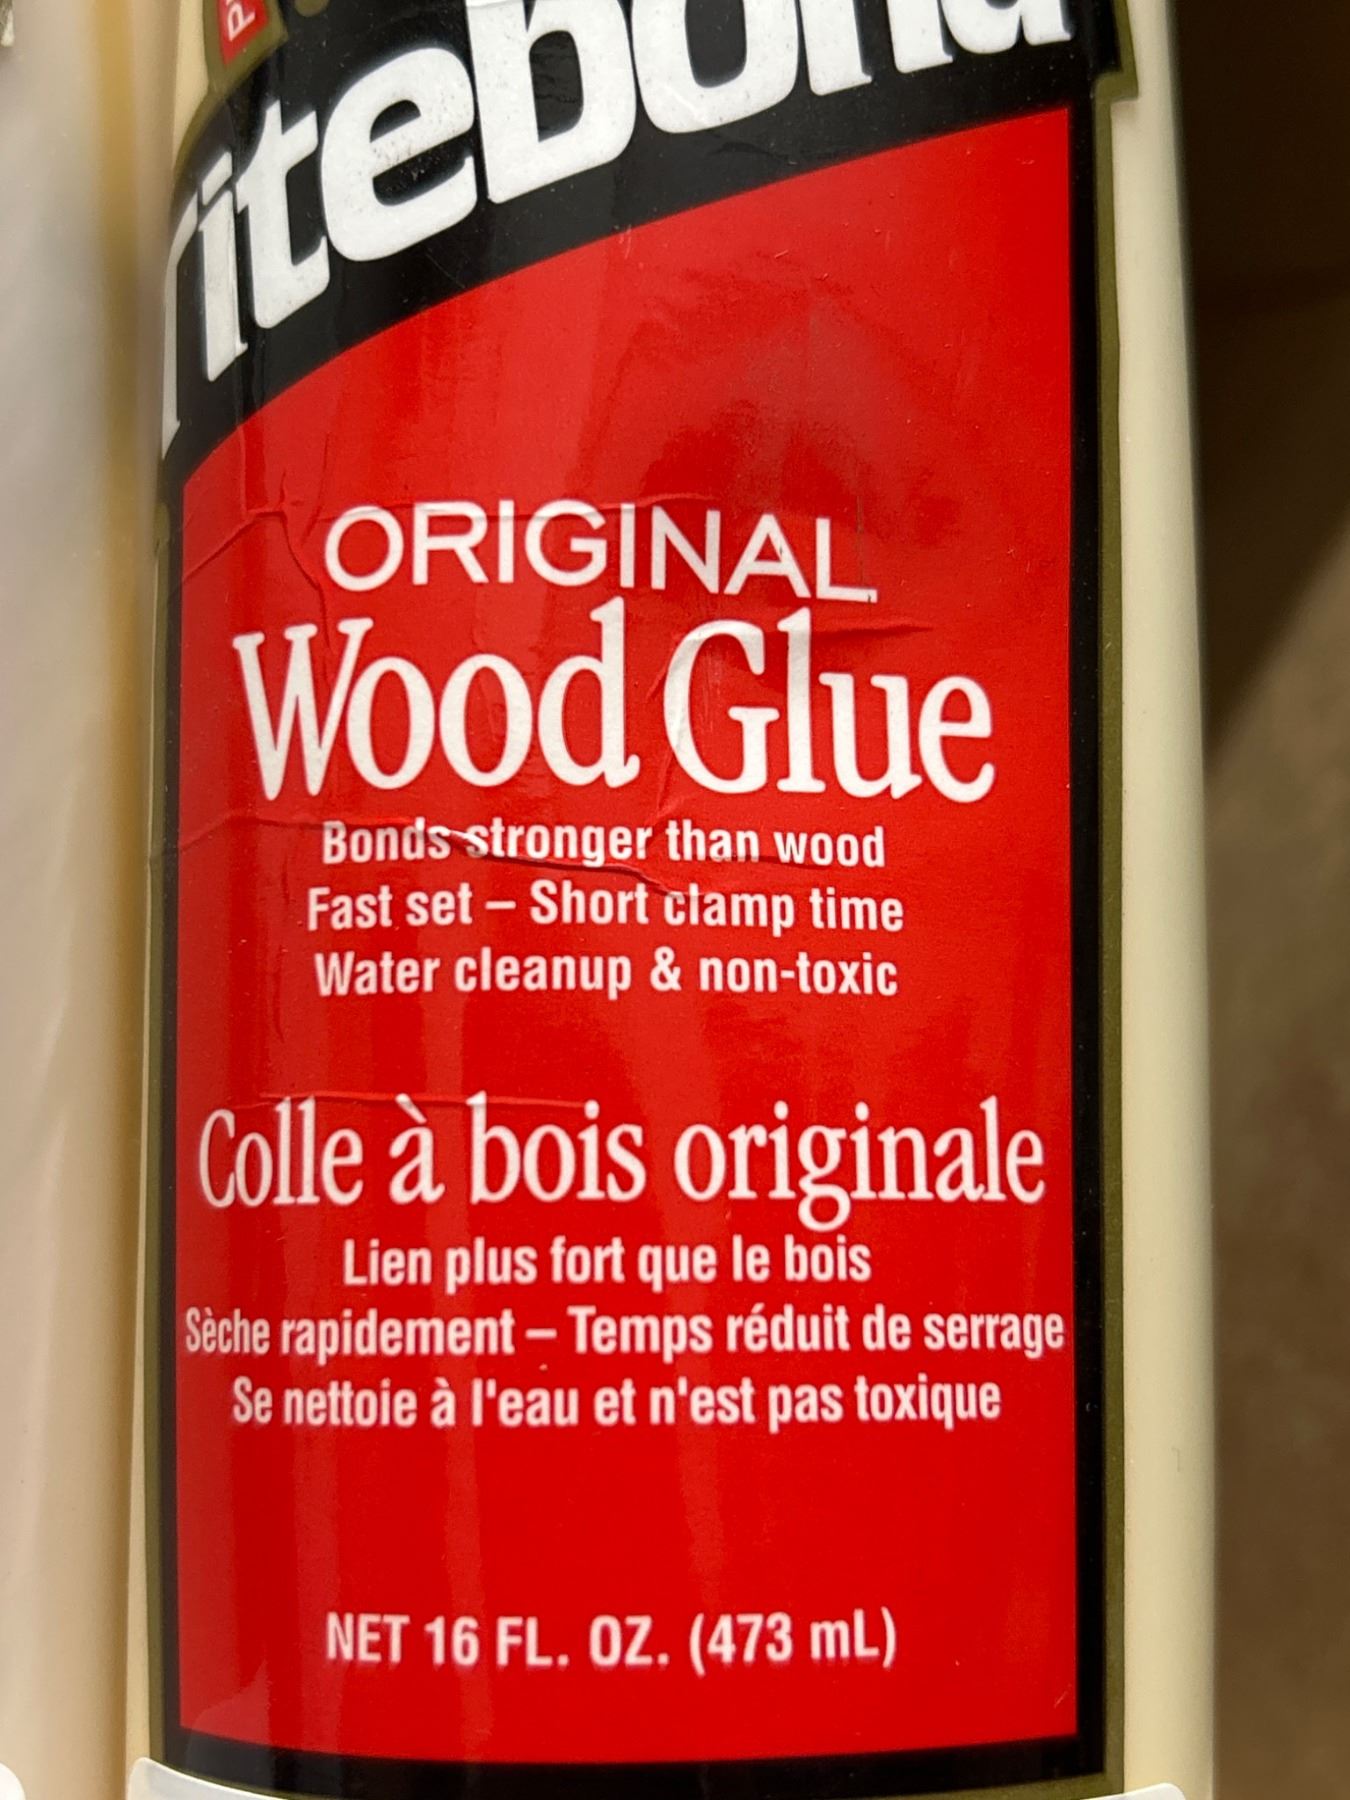 Titebond
ORIGINAL
Wood Glue
Bonds stronger than wood
Fast set – Short clamp time
Water cleanup & non-toxic
Colle à bois originale
Lien plus fort que le bois
Sèche rapidement – Temps réduit de serrage
Se nettoie à l'eau et n'est pas toxique
NET 16 FL. OZ. (473 mL)